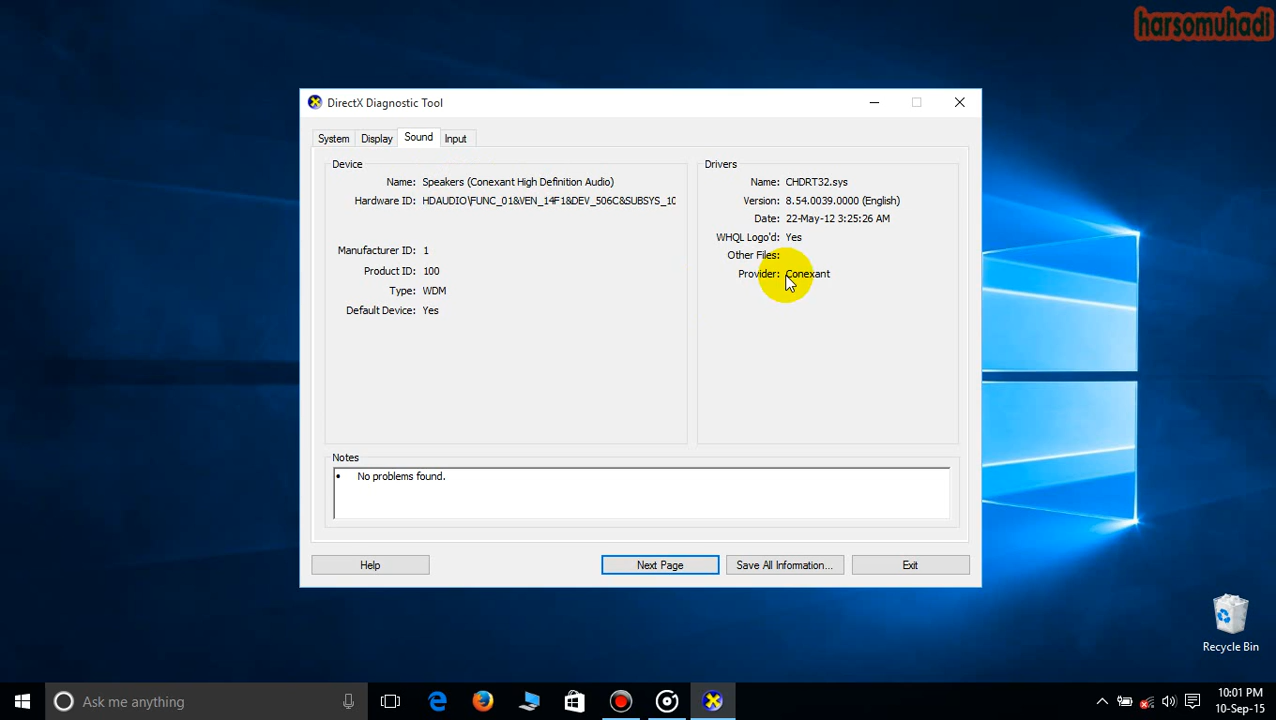 harsomuhadi
DirectX Diagnostic Tool
System Display Sound Input
Device
Name: Speakers (Conexant High Definition Audio)
Hardware ID: HDAUDIO\FUNC_01&VEN_14F1&DEV_506C&SUBSYS_10
Manufacturer ID: 1
Product ID: 100
Type: WDM
Default Device: Yes
Drivers
Name: CHDRT32.sys
Version: 8.54.0039.0000 (English)
Date: 22-May-12 3:25:26 AM
WHQL Logo'd: Yes
Other Files:
Provider: Conexant
Notes
• No problems found.
Help Next Page Save All Information... Exit
Recycle Bin
Ask me anything
10:01 PM
10-Sep-15